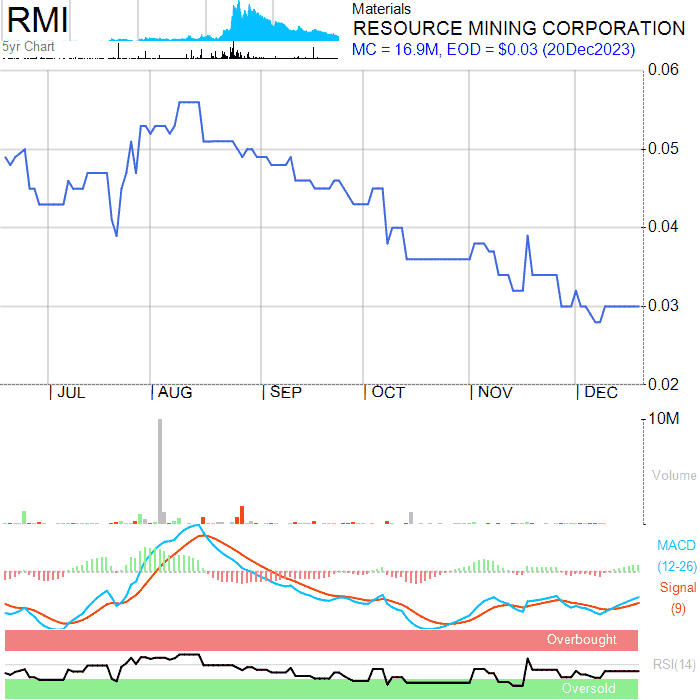 RMI
5yr Chart
Materials
RESOURCE MINING CORPORATION
MC = 16.9M, EOD = $0.03 (20Dec2023)
0.06
0.05
0.04
0.03
0.02
JUL AUG SEP OCT NOV DEC
10M
Volume
MACD
(12-26)
Signal
(9)
Overbought
RSI(14)
Oversold